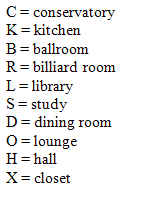 C = conservatory
K = kitchen
B = ballroom
R = billiard room
L = library
S = study
D = dining room
O = lounge
H = hall
X = closet